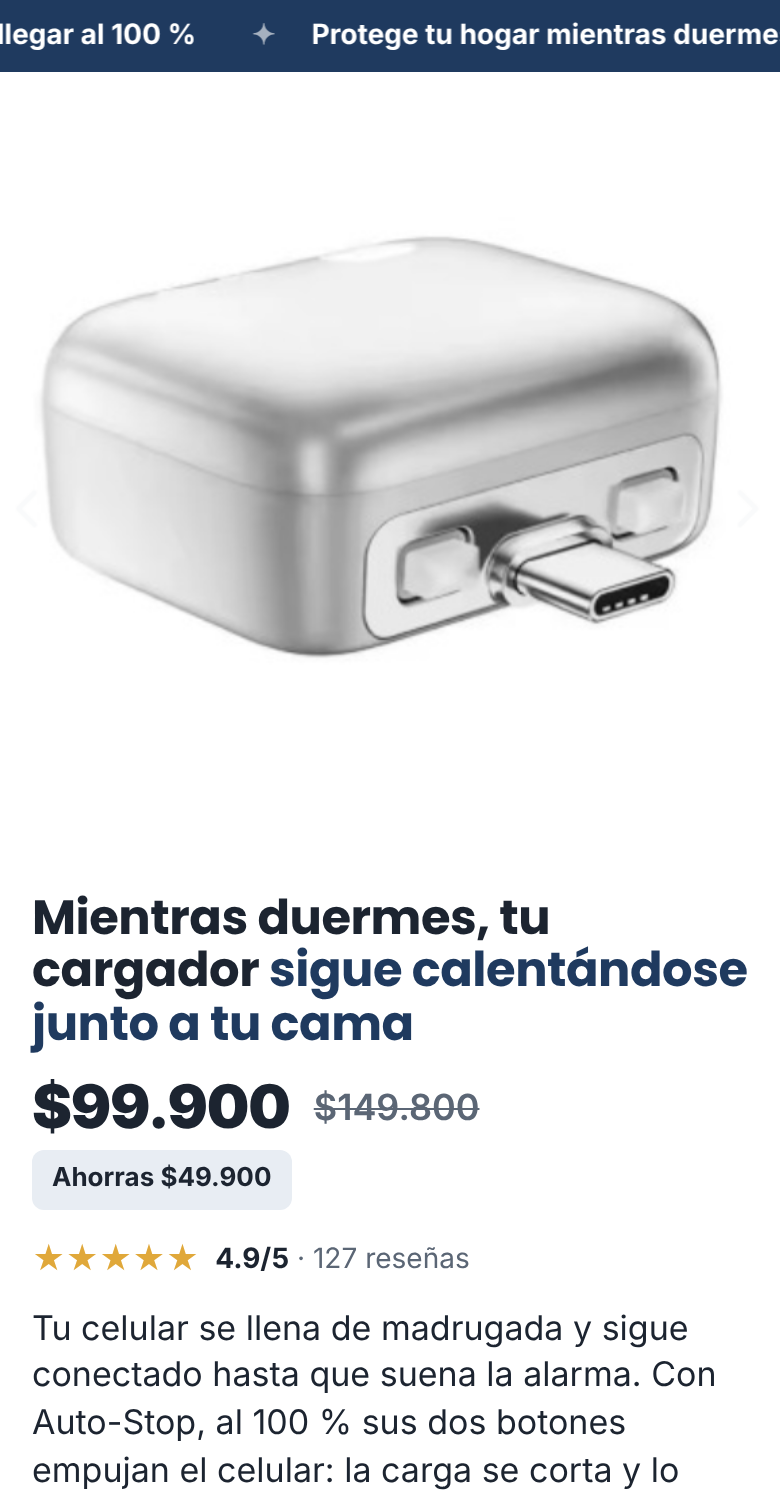 llegar al 100 % ✦ Protege tu hogar mientras duerme
Mientras duermes, tu
cargador sigue calentándose
junto a tu cama
$99.900 $149.800
Ahorras $49.900
★★★★★ 4.9/5 · 127 reseñas
Tu celular se llena de madrugada y sigue
conectado hasta que suena la alarma. Con
Auto-Stop, al 100 % sus dos botones
empujan el celular: la carga se corta y lo